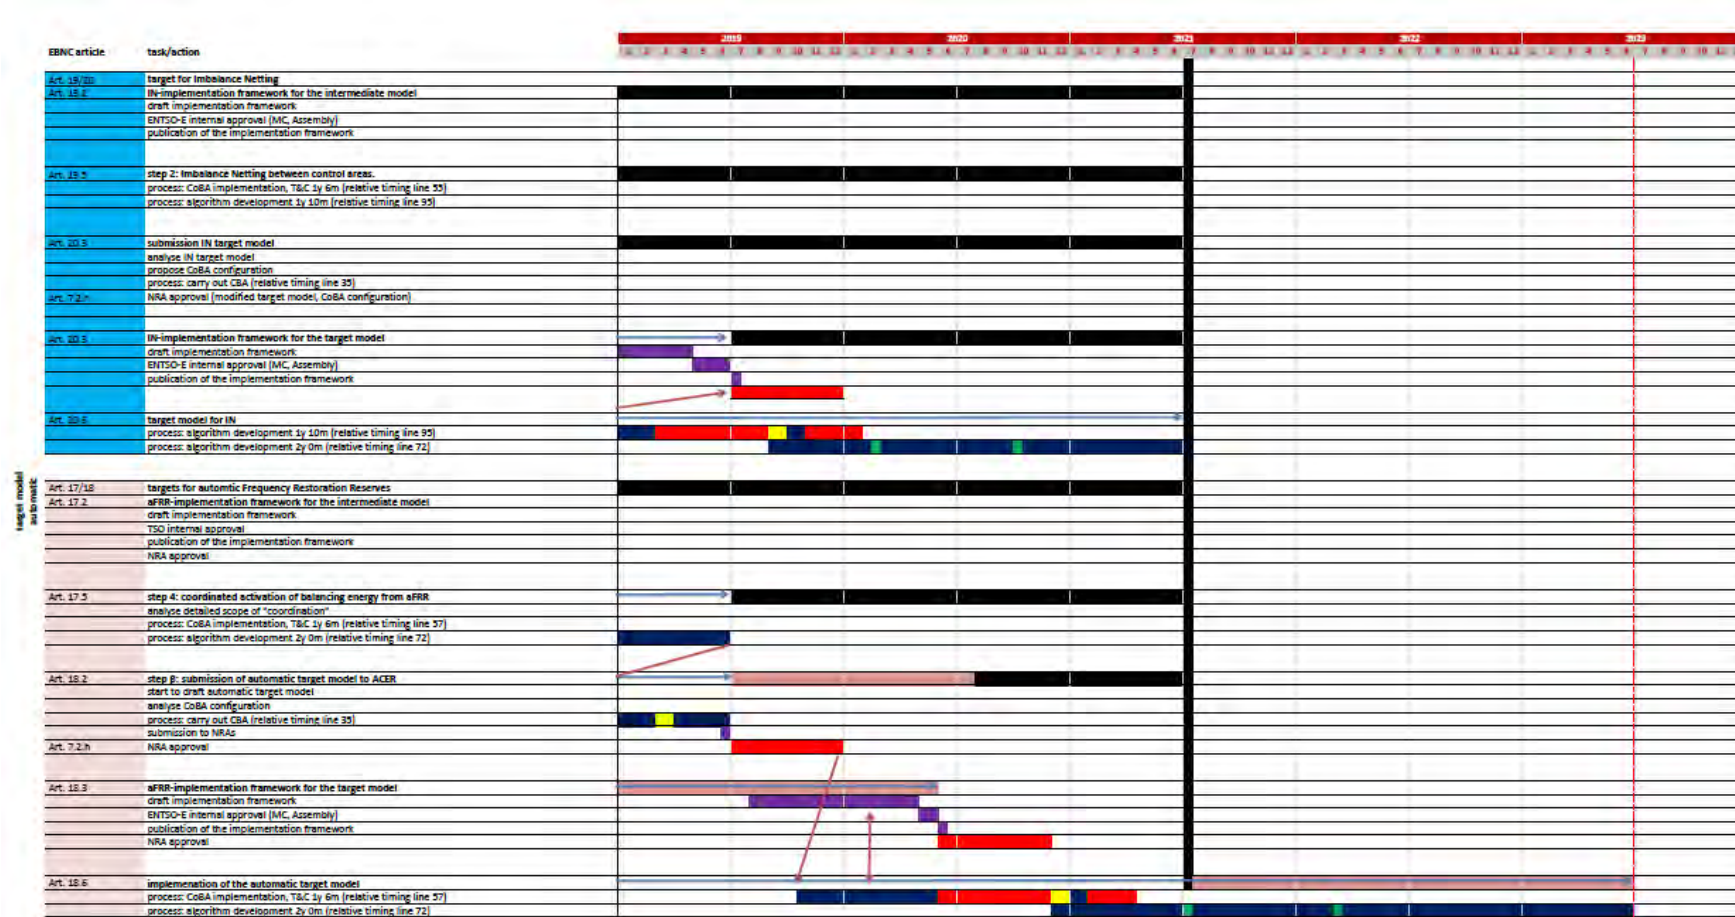 2019 2020 2021 2022 2023
EBNC article task/action
Art. 19/20 target for Imbalance Netting
IN-implementation framework for the intermediate model
draft implementation framework
ENTSO-E internal approval (MC, Assembly)
publication of the implementation framework
Art. 19.5 step 2: Imbalance Netting between control areas.
process: CoBA implementation, T&C 1y 6m (relative timing line 55)
process: algorithm development 1y 10m (relative timing line 95)
Art. 20.3 submission IN target model
analyse IN target model
propose CoBA configuration
process: carry out CBA (relative timing line 35)
Art. 7.2.h NRA approval (modified target model, CoBA configuration)
Art. 20.3 IN-implementation framework for the target model
draft implementation framework
ENTSO-E internal approval (MC, Assembly)
publication of the implementation framework
target model for IN
process: algorithm development 1y 10m (relative timing line 95)
process: algorithm development 2y 0m (relative timing line 72)
target model
automatic
Art. 17/18 targets for automtic Frequency Restoration Reserves
Art. 17.2 aFRR-implementation framework for the intermediate model
draft implementation framework
TSO internal approval
publication of the implementation framework
NRA approval
Art. 17.5 step 4: coordinated activation of balancing energy from aFRR
analyse detailed scope of "coordination"
process: CoBA implementation, T&C 1y 6m (relative timing line 57)
process: algorithm development 2y 0m (relative timing line 72)
Art. 18.2 step β: submission of automatic target model to ACER
start to draft automatic target model
analyse CoBA configuration
process: carry out CBA (relative timing line 35)
submission to NRAs
Art. 7.2.h NRA approval
Art. 18.3 aFRR-implementation framework for the target model
draft implementation framework
ENTSO-E internal approval (MC, Assembly)
publication of the implementation framework
NRA approval
Art. 18.6 implemenation of the automatic target model
process: CoBA implementation, T&C 1y 6m (relative timing line 57)
process: algorithm development 2y 0m (relative timing line 72)